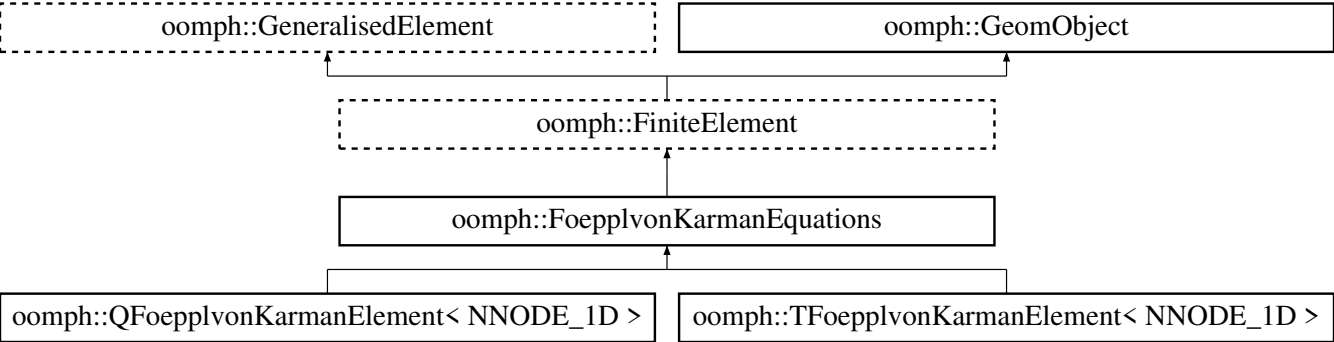 oomph::GeneralisedElement
oomph::GeomObject
oomph::FiniteElement
oomph::FoepplvonKarmanEquations
oomph::QFoepplvonKarmanElement< NNODE_1D >
oomph::TFoepplvonKarmanElement< NNODE_1D >